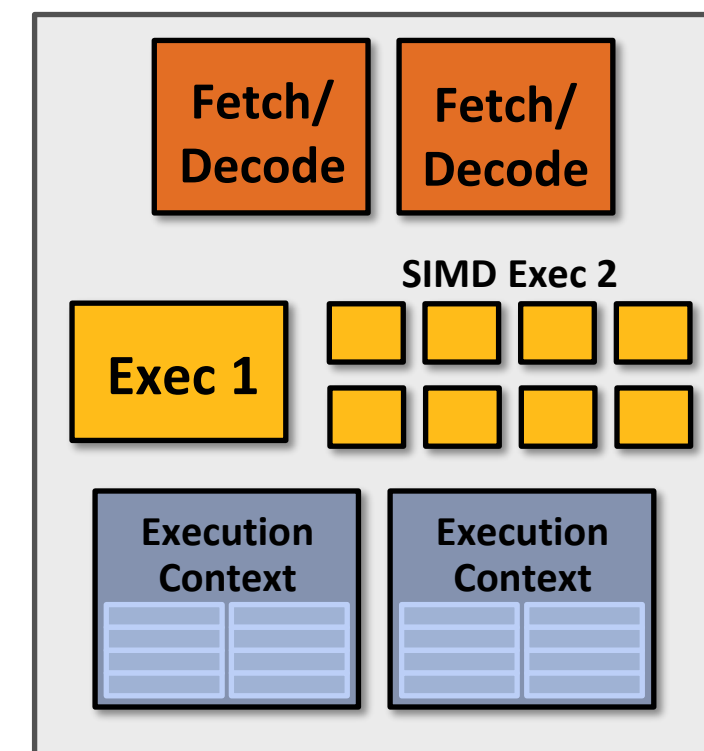 Fetch/
Decode
Fetch/
Decode
SIMD Exec 2
Exec 1
Execution
Context
Execution
Context